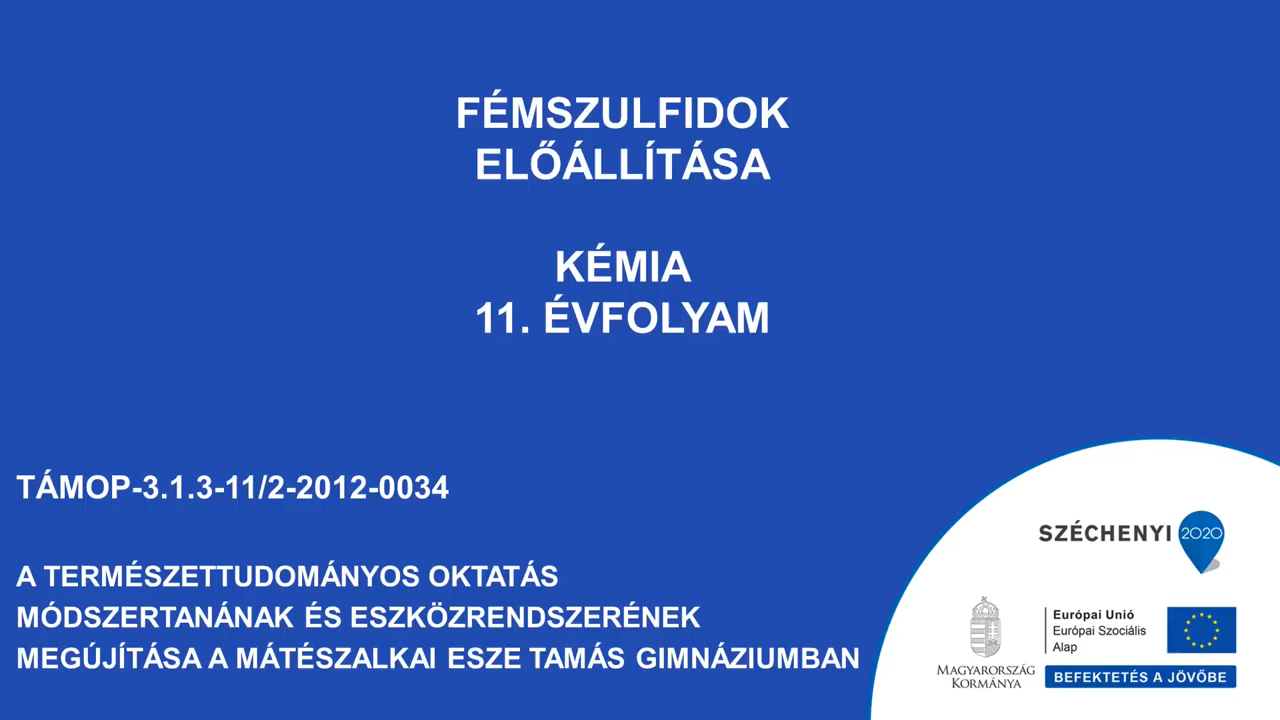 FÉMSZULFIDOK
ELŐÁLLÍTÁSA
KÉMIA
11. ÉVFOLYAM
TÁMOP-3.1.3-11/2-2012-0034
A TERMÉSZETTUDOMÁNYOS OKTATÁS
MÓDSZERTANÁNAK ÉS ESZKÖZRENDSZERÉNEK
MEGÚJÍTÁSA A MÁTÉSZALKAI ESZE TAMÁS GIMNÁZIUMBAN
SZÉCHENYI 2020
MAGYARORSZÁG
KORMÁNYA
Európai Unió
Európai Szociális
Alap
BEFEKTETÉS A JÖVŐBE